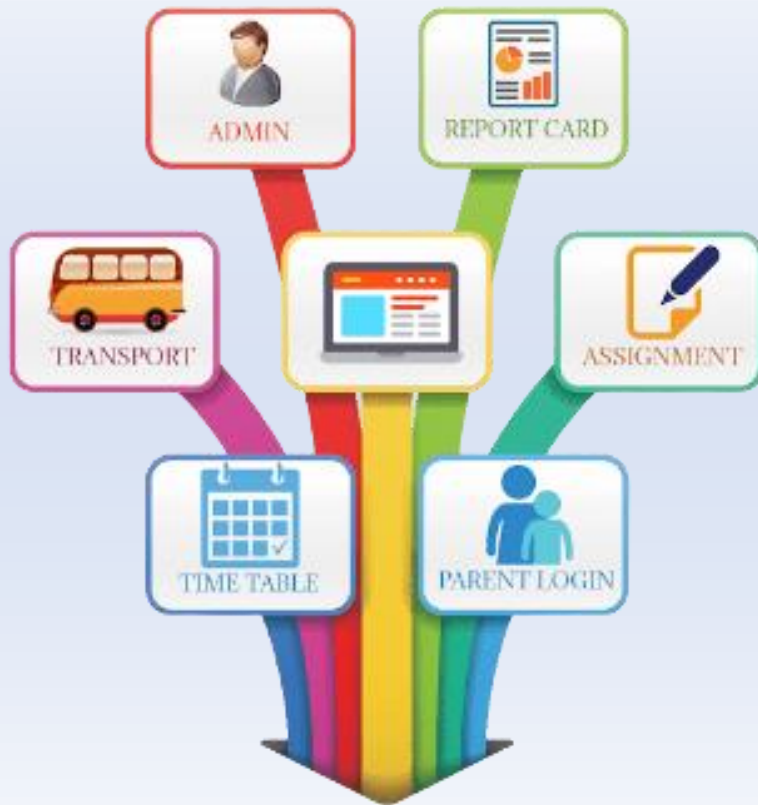 ADMIN
REPORT CARD
TRANSPORT
ASSIGNMENT
TIME TABLE
PARENT LOGIN